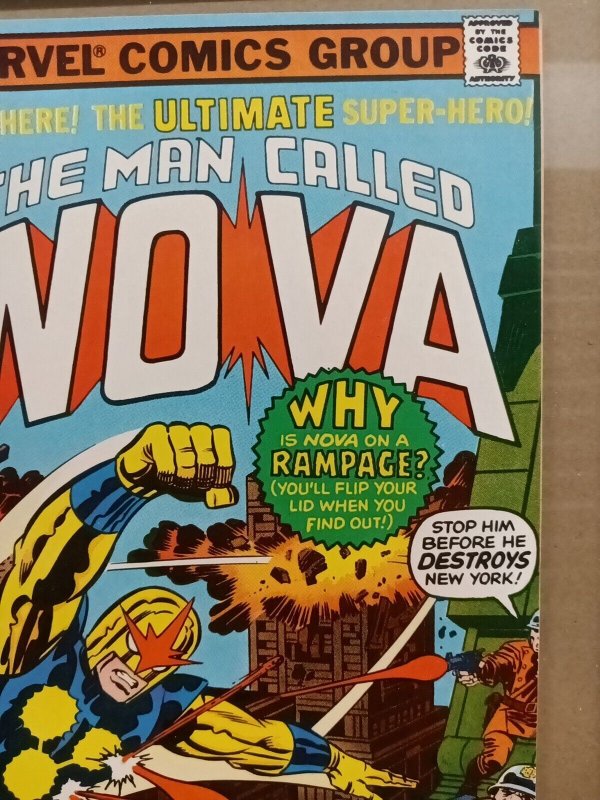 RVEL® COMICS GROUP
APPROVED
BY THE
COMICS
CODE
AUTHORITY
HERE! THE ULTIMATE SUPER-HERO!
THE MAN CALLED
NOVA
WHY
IS NOVA ON A
RAMPAGE?
(YOU'LL FLIP YOUR
LID WHEN YOU
FIND OUT!)
STOP HIM
BEFORE HE
DESTROYS
NEW YORK!